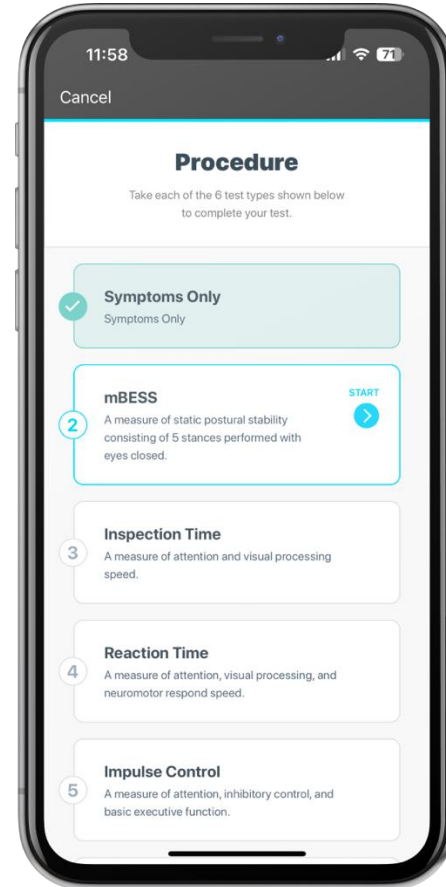 11:58
71
Cancel
Procedure
Take each of the 6 test types shown below
to complete your test.
Symptoms Only
Symptoms Only
2
mBESS
START
A measure of static postural stability
consisting of 5 stances performed with
eyes closed.
3
Inspection Time
A measure of attention and visual processing
speed.
4
Reaction Time
A measure of attention, visual processing, and
neuromotor respond speed.
5
Impulse Control
A measure of attention, inhibitory control, and
basic executive function.